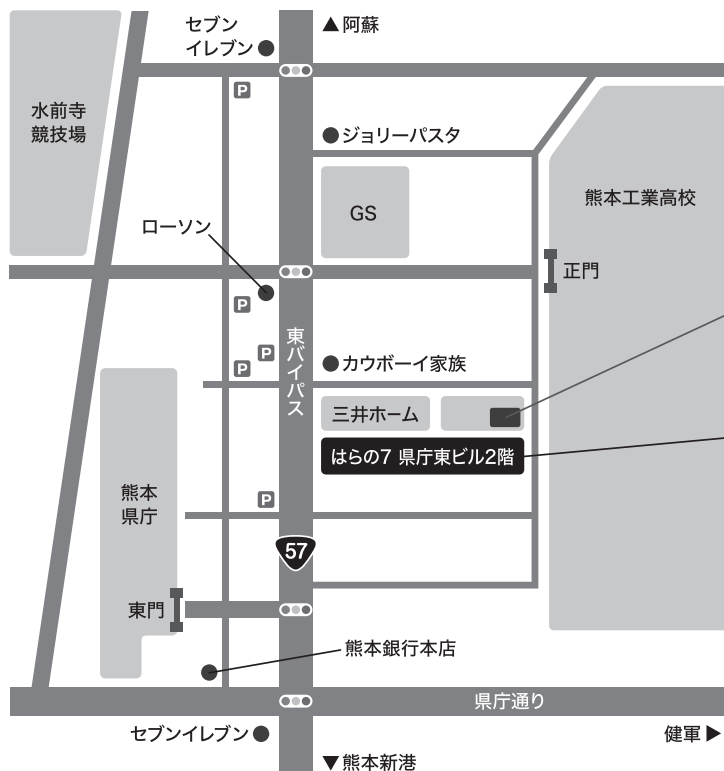 セブン
イレブン
▲阿蘇
P
水前寺
競技場
ジョリーパスタ
熊本工業高校
GS
ローソン
正門
P
東バイパス
P
P
カウボーイ家族
三井ホーム
はらの7 県庁東ビル2階
熊本
県庁
P
57
東門
熊本銀行本店
県庁通り
セブンイレブン
健軍▶
▼熊本新港